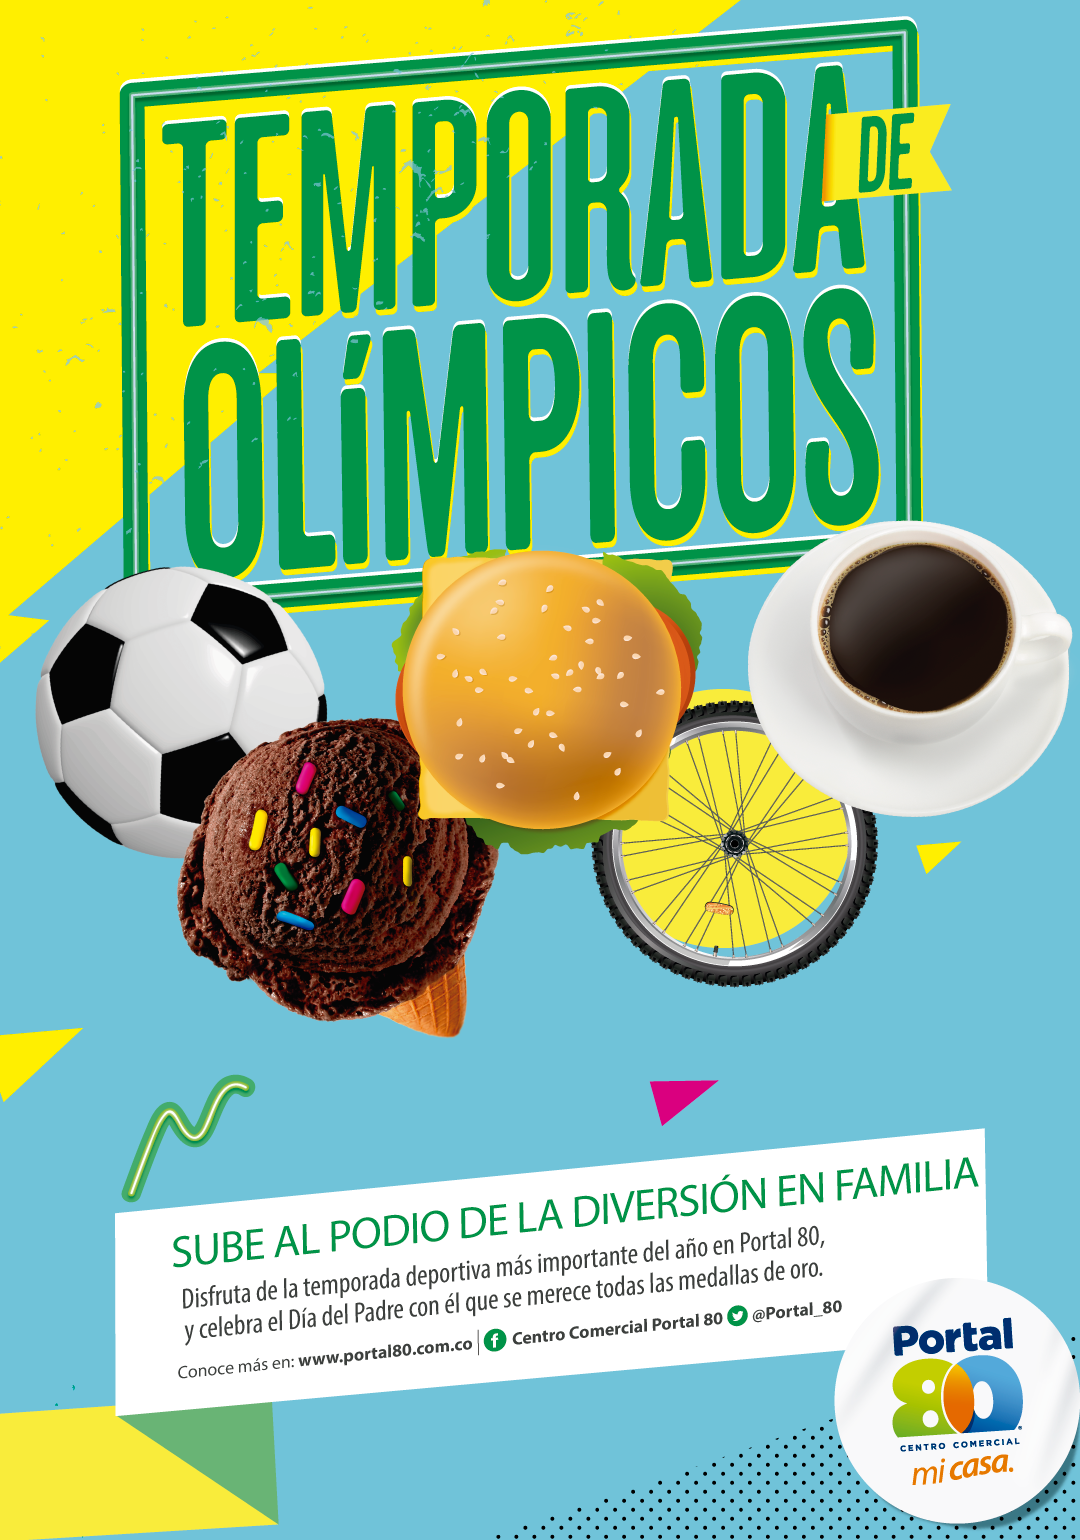 TEMPORADA DE
OLÍMPICOS
SUBE AL PODIO DE LA DIVERSIÓN EN FAMILIA
Disfruta de la temporada deportiva más importante del año en Portal 80,
y celebra el Día del Padre con él que se merece todas las medallas de oro.
Conoce más en: www.portal80.com.co | f Centro Comercial Portal 80 @Portal_80
Portal
80
CENTRO COMERCIAL
mi casa.